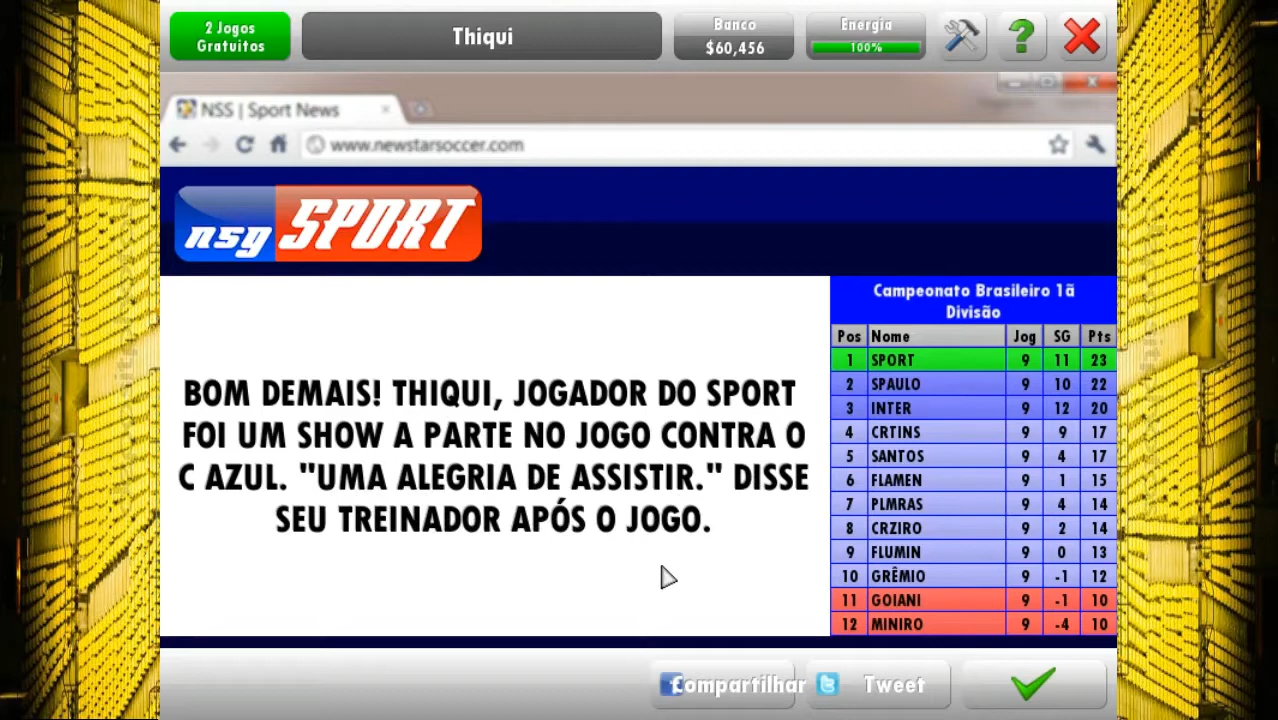 2 Jogos
Gratuitos
Thiqui
Banco
$60,456
Energia
100%
NSS | Sport News
www.newstarsoccer.com
nsg SPORT
Campeonato Brasileiro 1ã
Divisão
Pos Nome Jog SG Pts
1 SPORT 9 11 23
2 SPAULO 9 10 22
3 INTER 9 12 20
4 CRTINS 9 9 17
5 SANTOS 9 4 17
6 FLAMEN 9 1 15
7 PLMRAS 9 4 14
8 CRZIRO 9 2 14
9 FLUMIN 9 0 13
10 GRÊMIO 9 -1 12
11 GOIANI 9 -1 10
12 MINIRO 9 -4 10
BOM DEMAIS! THIQUI, JOGADOR DO SPORT
FOI UM SHOW A PARTE NO JOGO CONTRA O
C AZUL. "UMA ALEGRIA DE ASSISTIR." DISSE
SEU TREINADOR APÓS O JOGO.
Compartilhar
Tweet